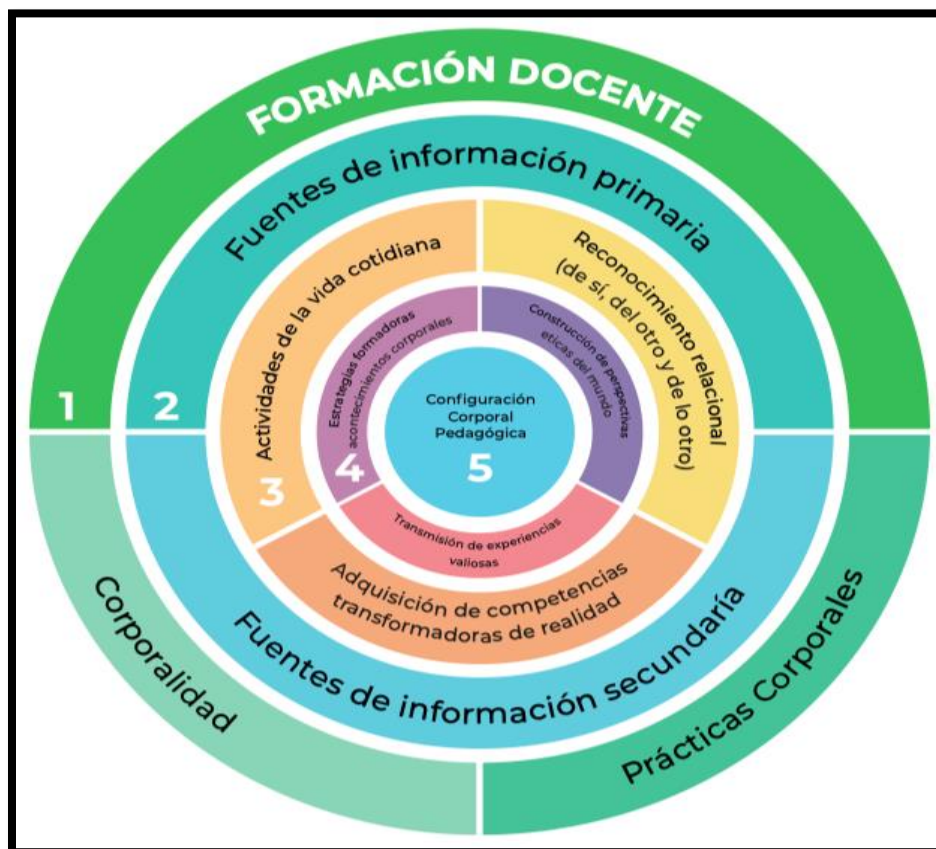 FORMACIÓN DOCENTE
1
Fuentes de información primaria
2
Actividades de la vida cotidiana
3
Reconocimiento relacional
(de sí, del otro y de lo otro)
Estrategias formadoras
acontecimientos corporales
4
Construcción de perspectivas
eticas del mundo
Configuración
Corporal
Pedagógica
5
Transmisión de experiencias
valiosas
Adquisición de competencias
transformadoras de realidad
Fuentes de información secundaría
Corporalidad
Prácticas Corporales